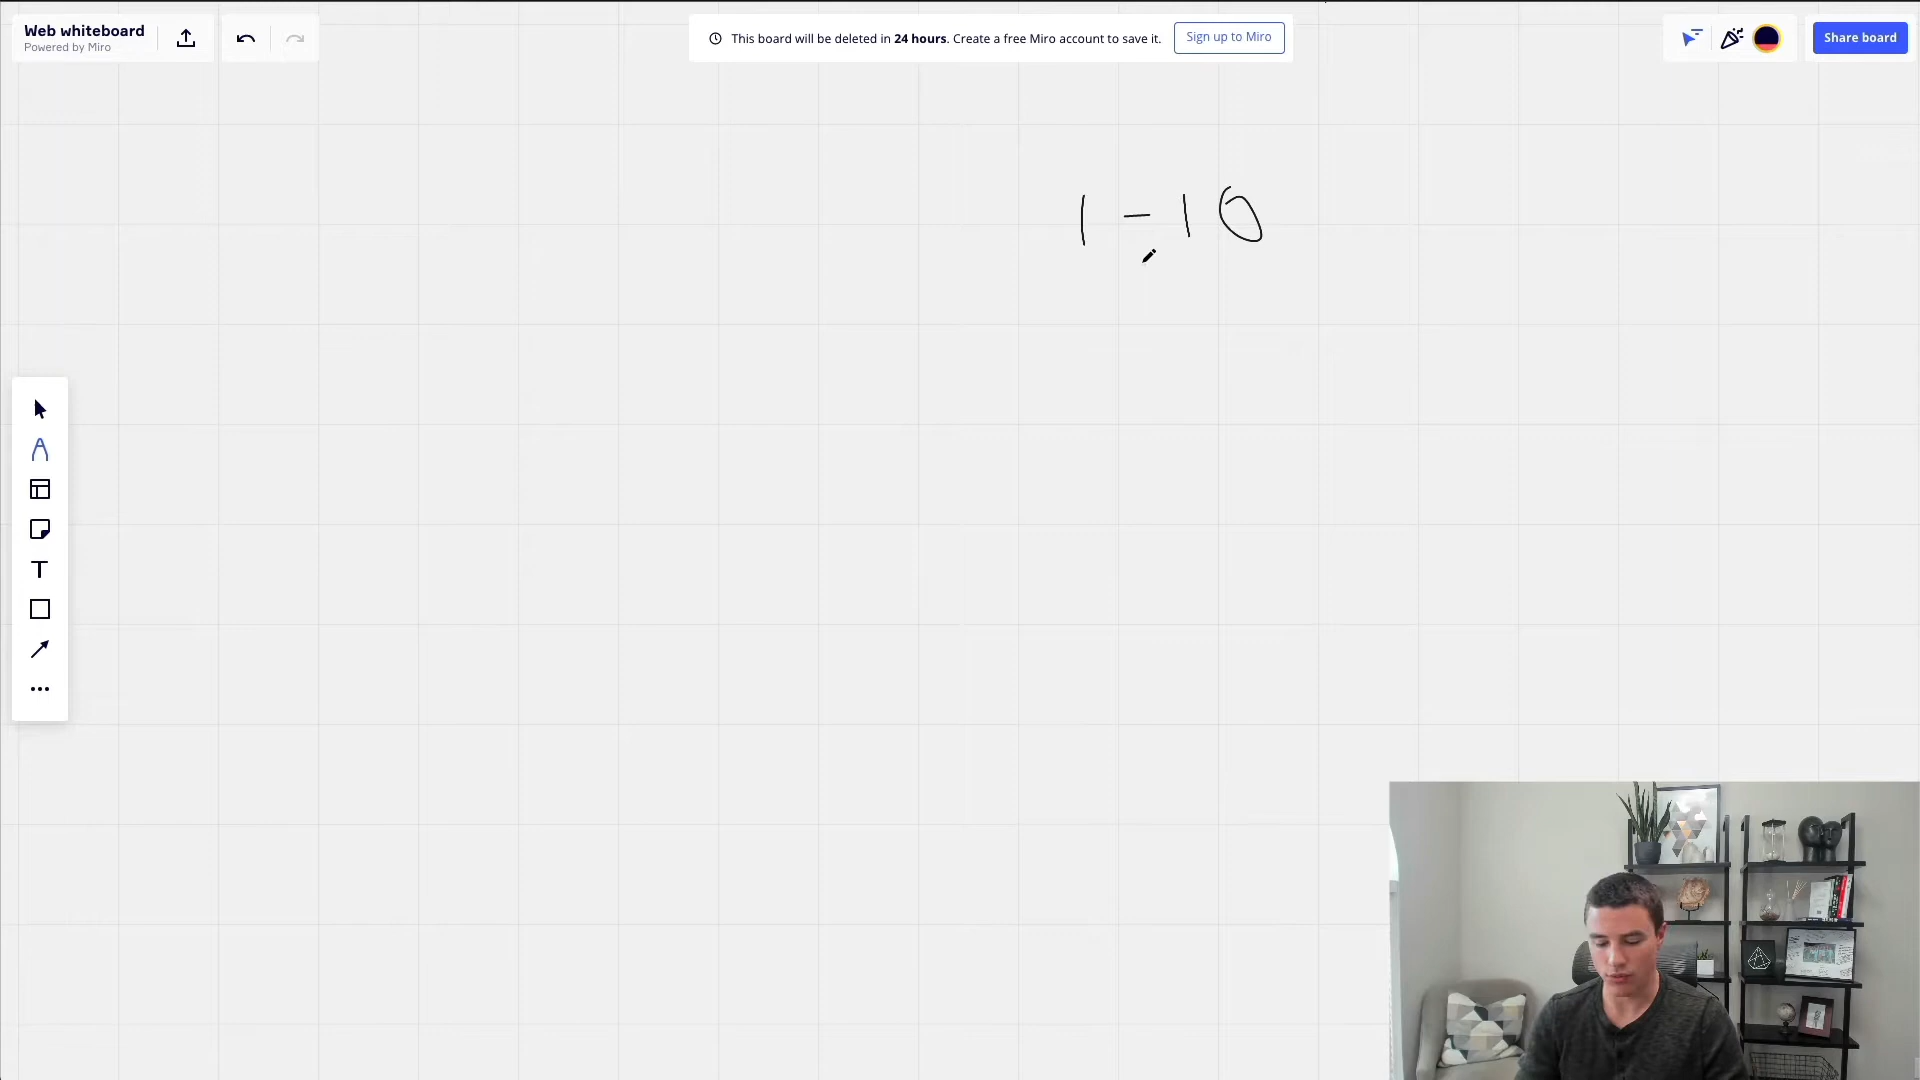 Web whiteboard
Powered by Miro
This board will be deleted in 24 hours. Create a free Miro account to save it.
Sign up to Miro
Share board
1 - 10
T